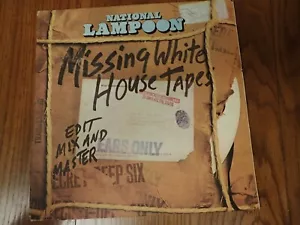 NATIONAL
LAMPOON
Missing White
House Tapes
EDIT
MIX AND
MASTER
EARS ONLY
DEEP SIX